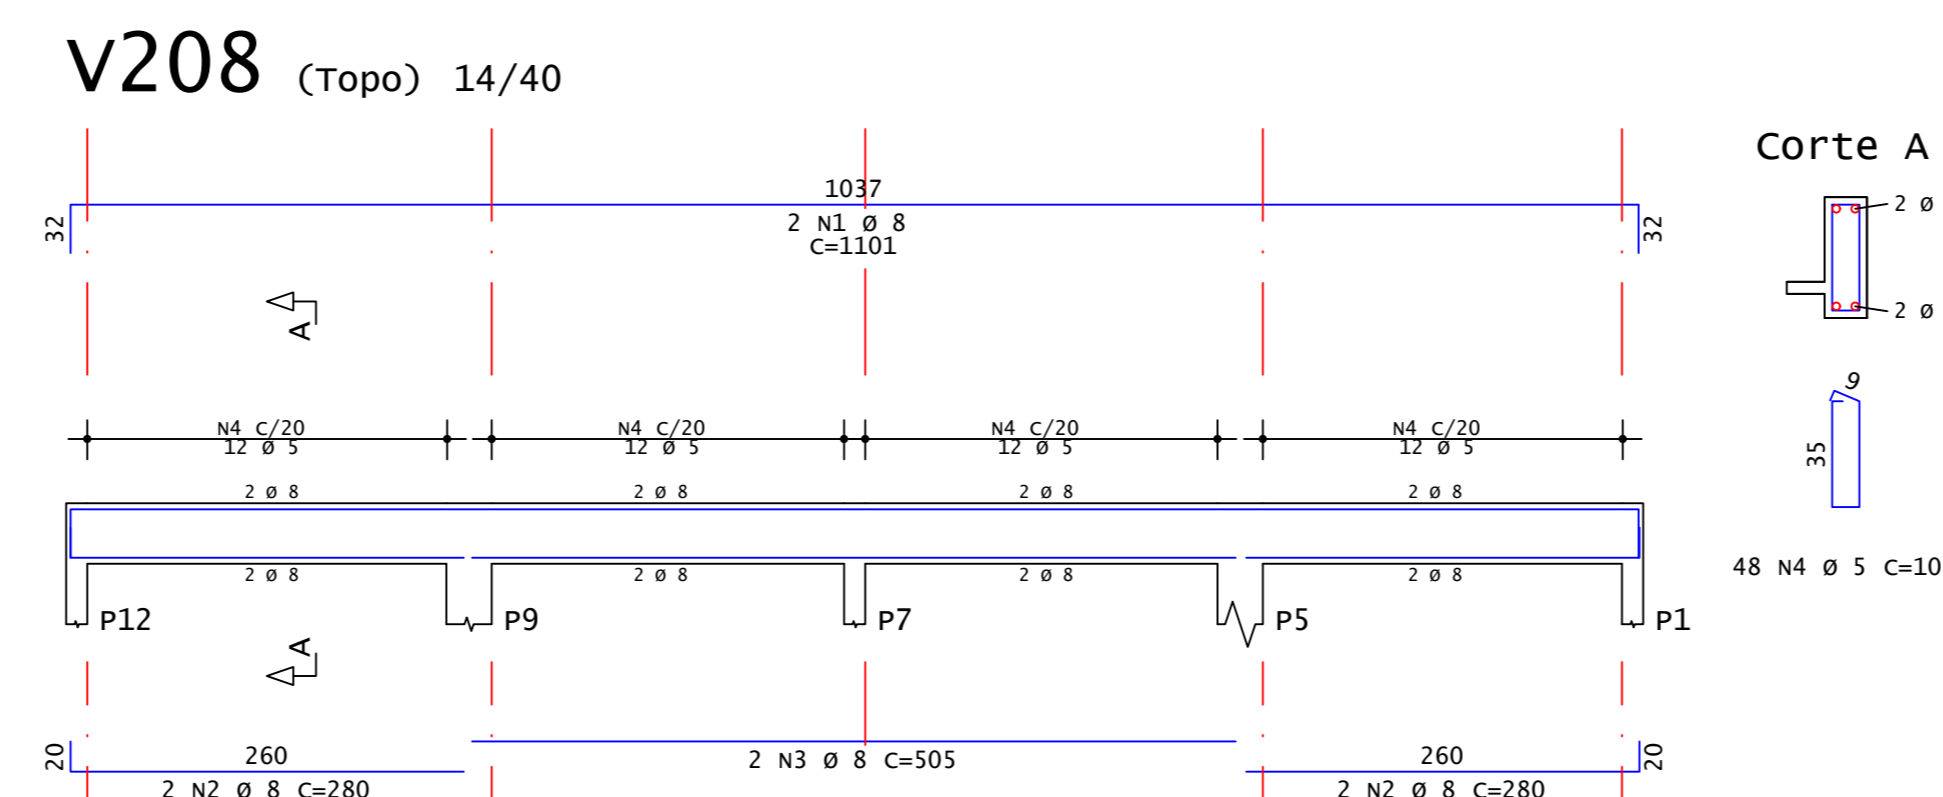 V208 (Topo) 14/40
Corte A
1037
32
2 N1 Ø 8
C=1101
32
2 Ø
2 Ø
A
9
35
N4 C/20 N4 C/20 N4 C/20 N4 C/20
12 Ø 5 12 Ø 5 12 Ø 5 12 Ø 5
2 Ø 8 2 Ø 8 2 Ø 8 2 Ø 8
2 Ø 8 2 Ø 8 2 Ø 8 2 Ø 8
48 N4 Ø 5 C=10
P12 P9 P7 P5 P1
A
20
260
2 N2 Ø 8 C=280
2 N3 Ø 8 C=505
260
20
2 N2 Ø 8 C=280